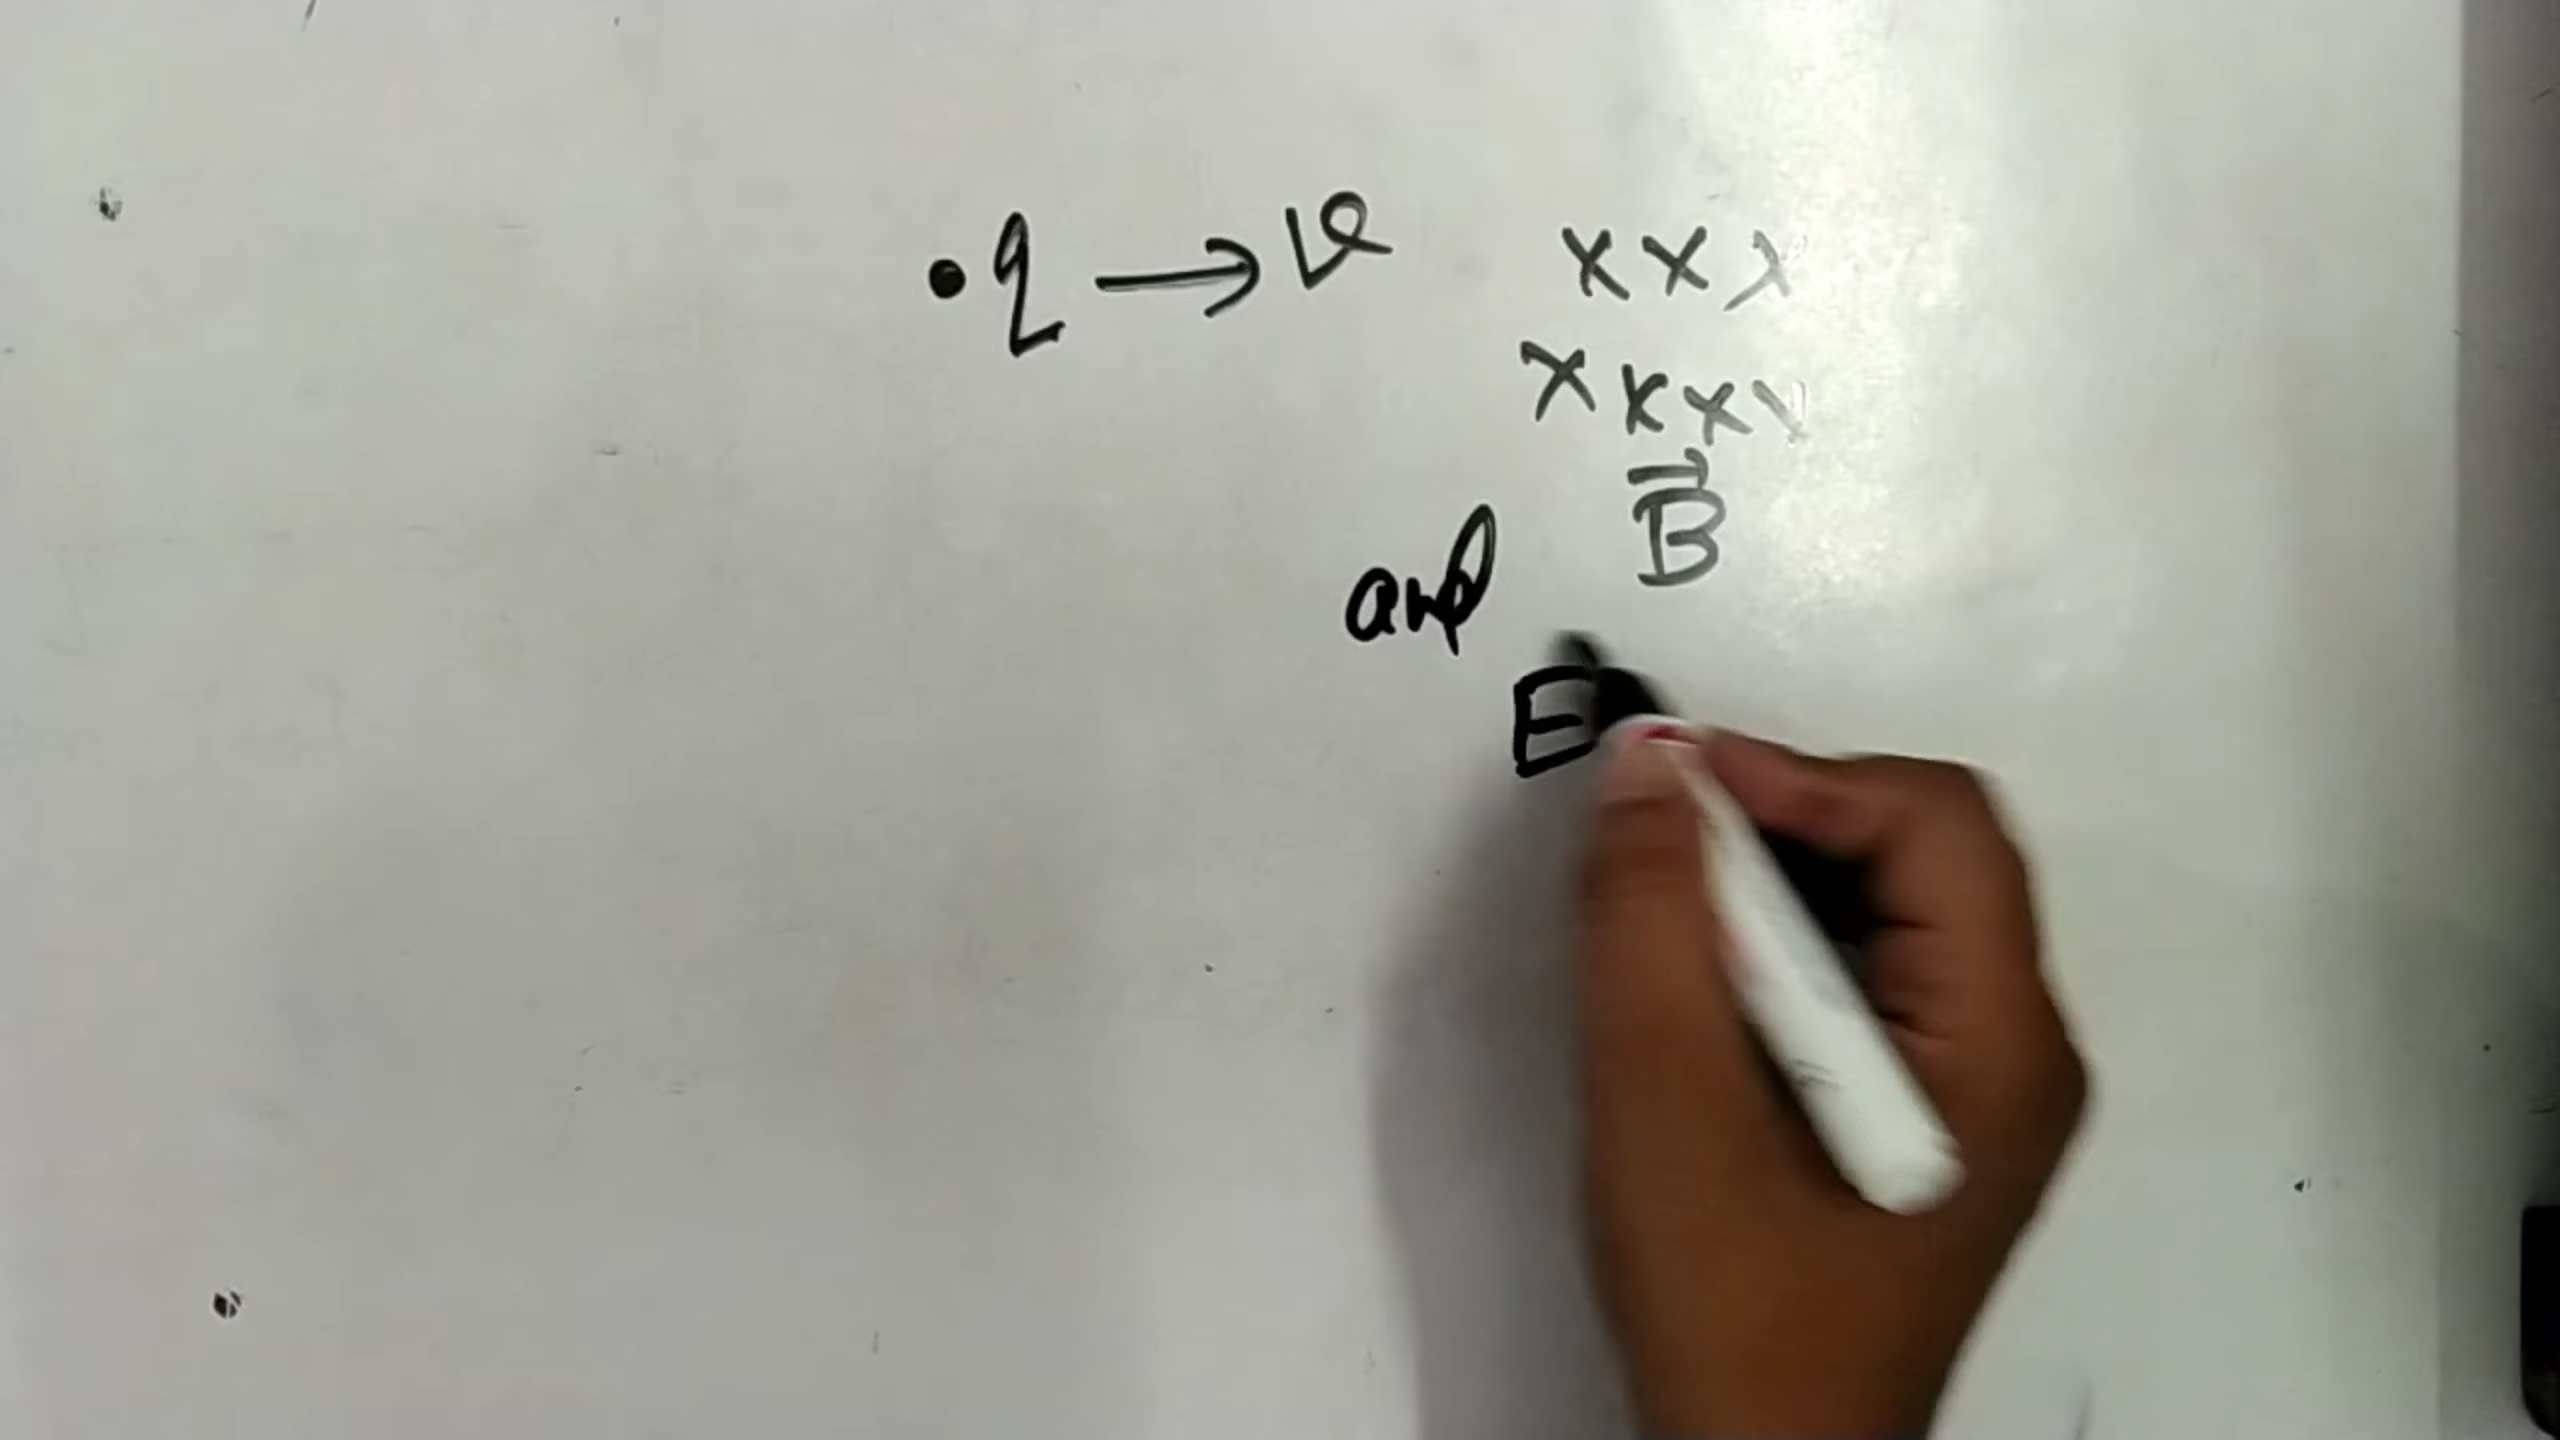 • q → v x x x
x x x x
B⃗
and
E